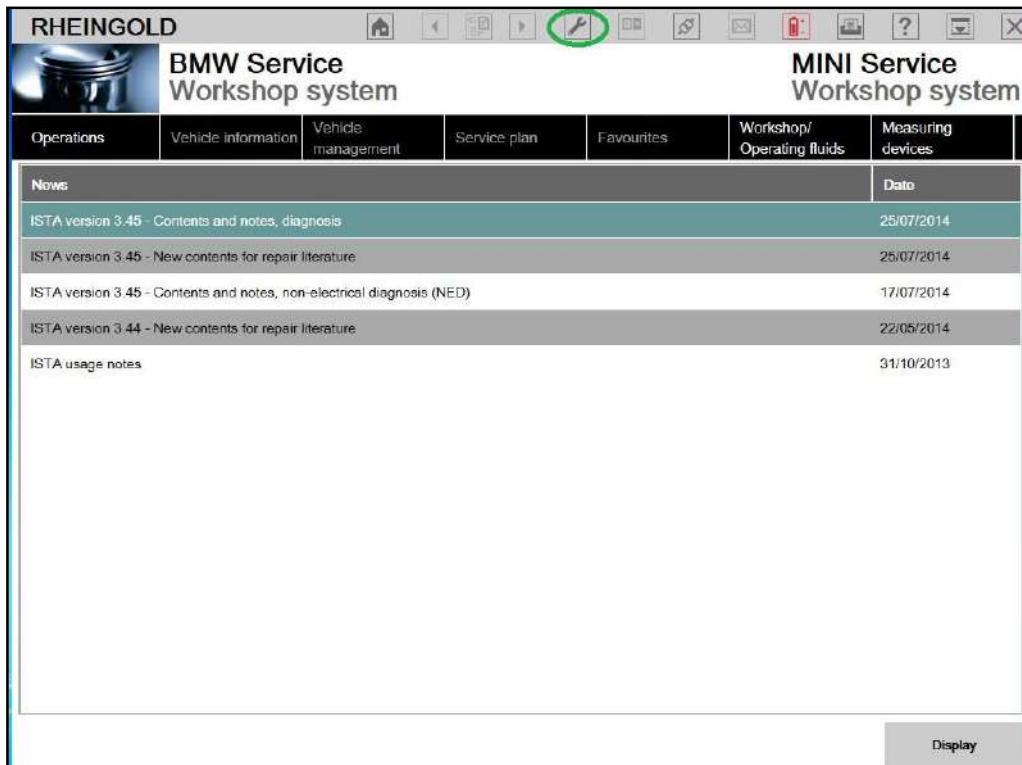 RHEINGOLD
?
BMW Service
Workshop system
MINI Service
Workshop system
Operations
Vehicle information
Vehicle
management
Service plan
Favourites
Workshop/
Operating fluids
Measuring
devices
News
Date
ISTA version 3.45 - Contents and notes, diagnosis
25/07/2014
ISTA version 3.45 - New contents for repair literature
25/07/2014
ISTA version 3.45 - Contents and notes, non-electrical diagnosis (NED)
17/07/2014
ISTA version 3.44 - New contents for repair literature
22/05/2014
ISTA usage notes
31/10/2013
Display